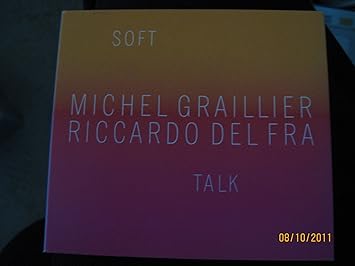 SOFT
MICHEL GRAILLIER
RICCARDO DEL FRA
TALK
08/10/2011